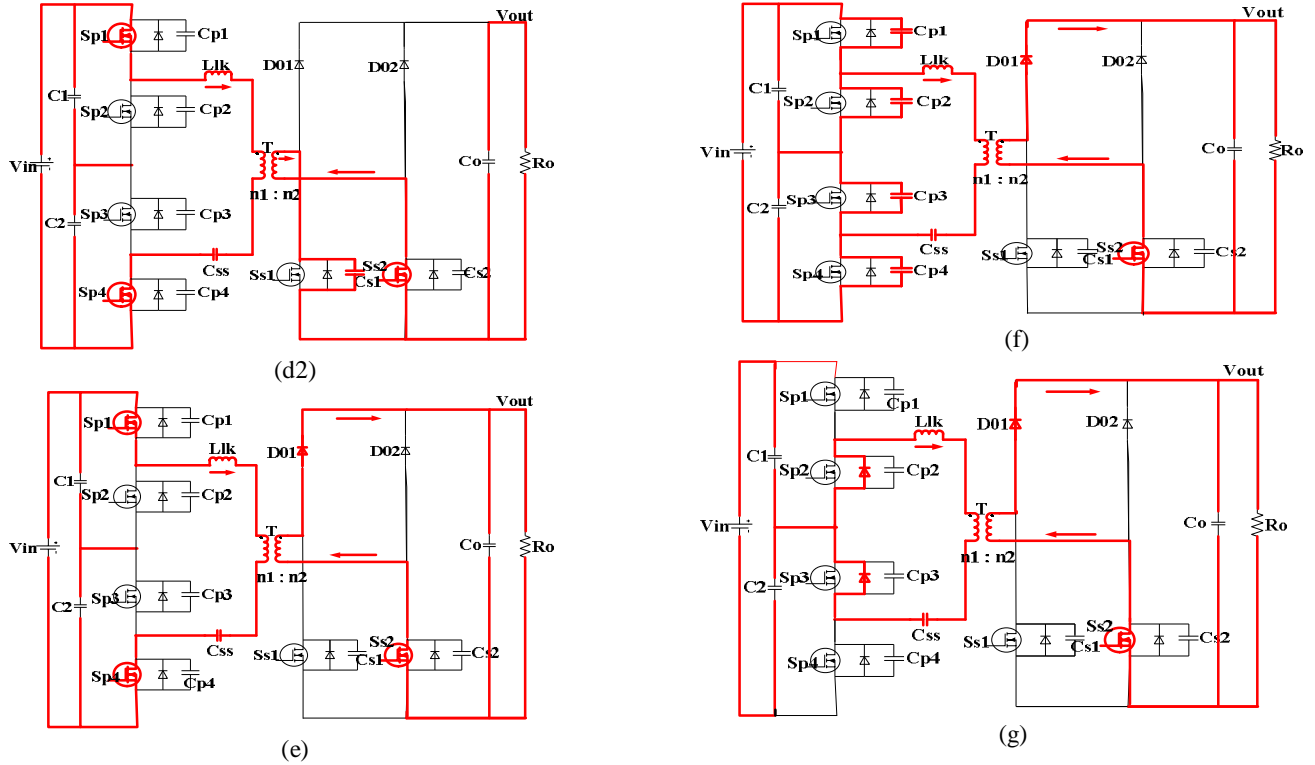 Vout
Sp1
Cp1
Llk
D01
D02
C1
Sp2
Cp2
Vin
T
Co
Ro
n1 : n2
C2
Sp3
Cp3
Css
Ss1
Ss2
Cs1
Cs2
Sp4
Cp4
(d2)
Vout
Sp1
Cp1
Llk
D01
D02
C1
Sp2
Cp2
Vin
T
Co
Ro
n1 : n2
C2
Sp3
Cp3
Css
Ss1
Ss2
Cs1
Cs2
Sp4
Cp4
(f)
Vout
Sp1
Cp1
Llk
D01
D02
C1
Sp2
Cp2
Vin
T
Co
Ro
n1 : n2
C2
Sp3
Cp3
Css
Ss1
Ss2
Cs1
Cs2
Sp4
Cp4
(e)
Vout
Sp1
Cp1
Llk
D01
D02
C1
Sp2
Cp2
Vin
T
Co
Ro
n1 : n2
C2
Sp3
Cp3
Css
Ss1
Ss2
Cs1
Cs2
Sp4
Cp4
(g)